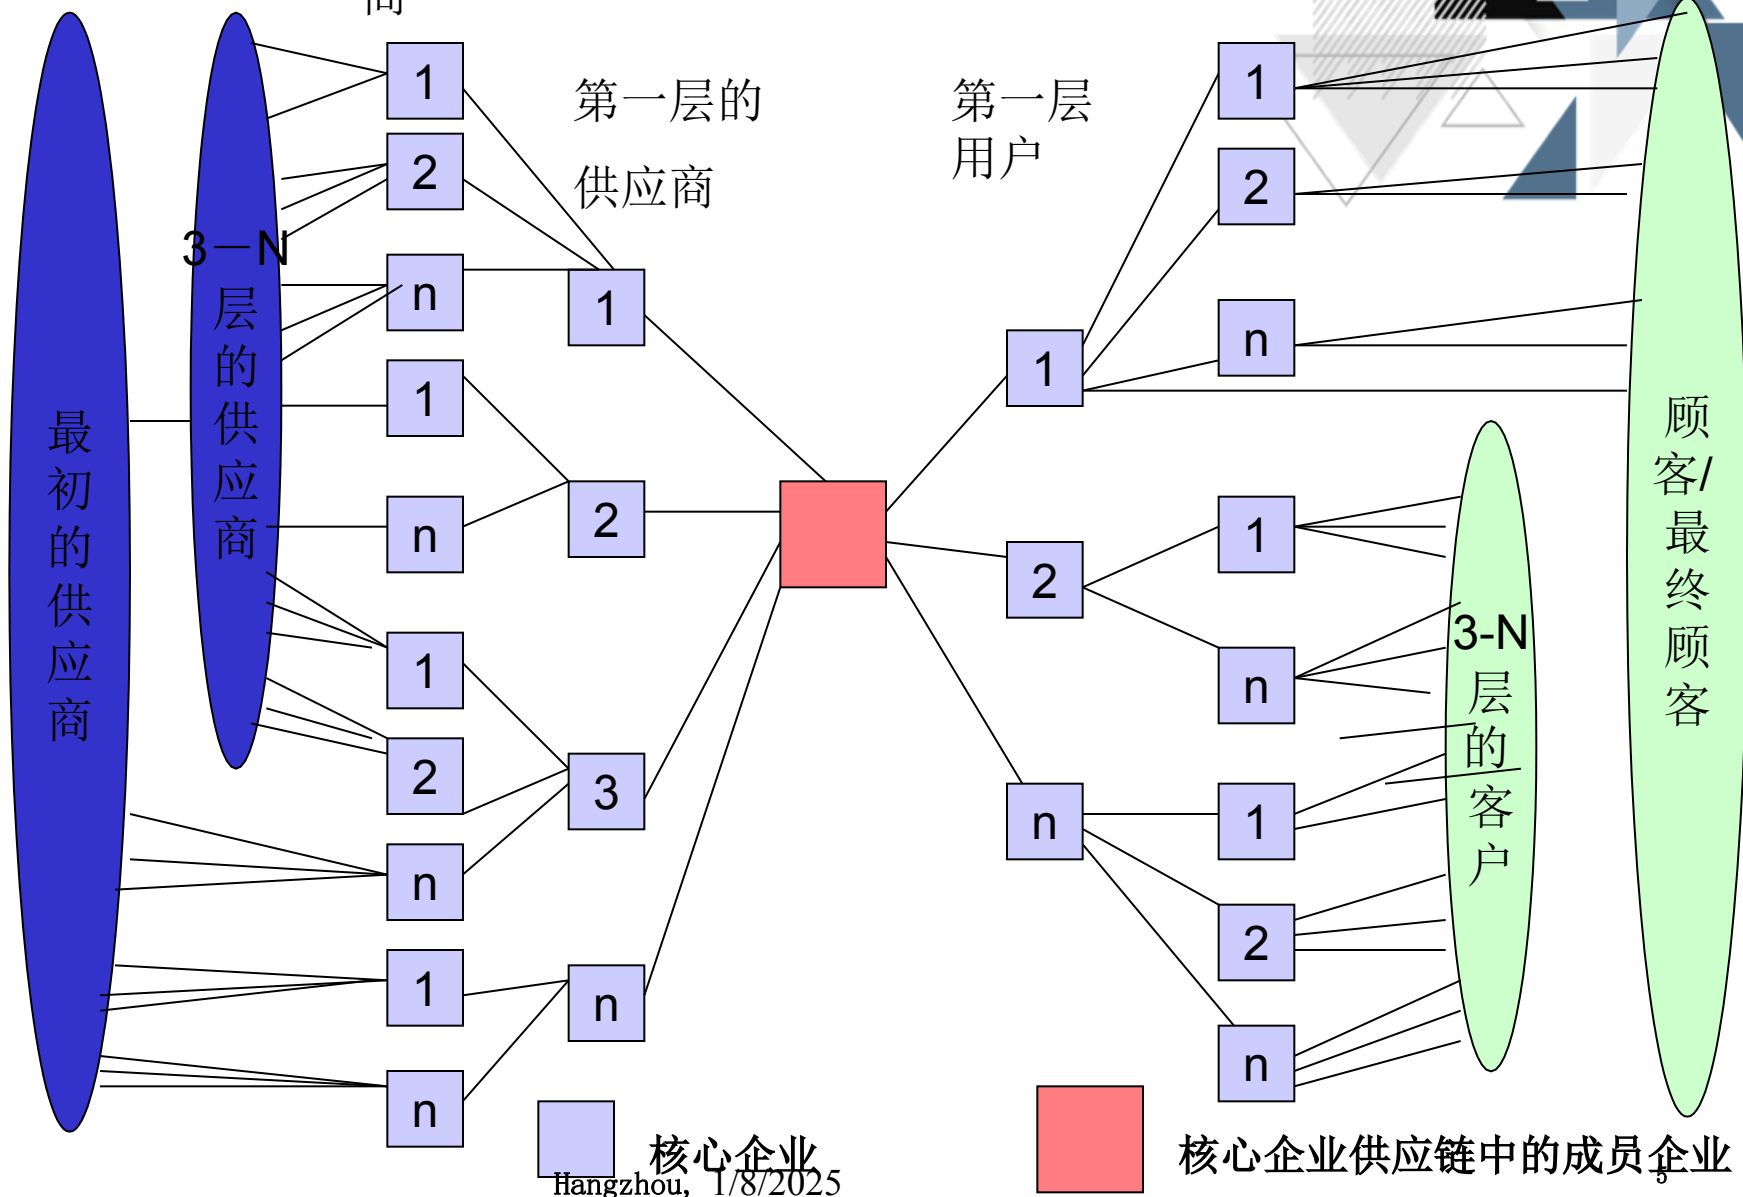 商
第一层的
供应商
第一层
用户
最初的供应商
3－N
层的供应商
1
2
n
1
n
1
2
n
1
n
1
2
3
n
1
2
n
1
2
n
1
n
1
2
n
3-N
层的客户
顾客/最终顾客
核心企业
核心企业供应链中的成员企业
Hangzhou, 1/8/2025
5